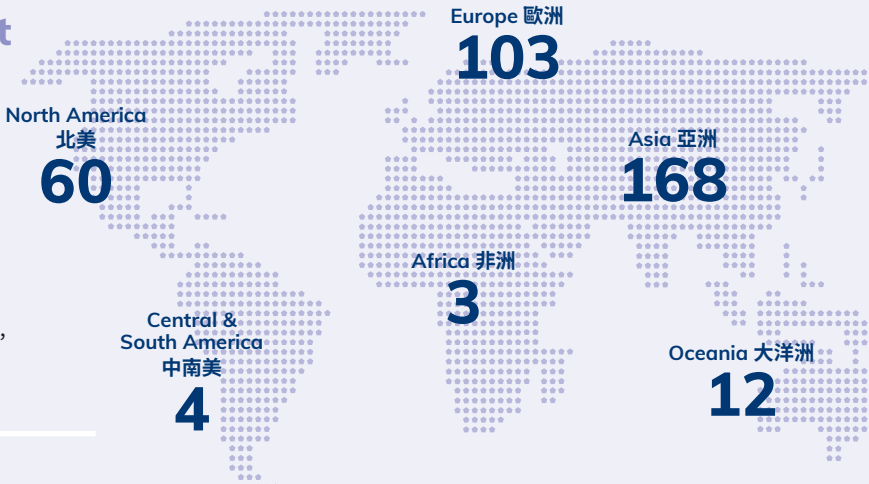 t
Europe 歐洲
103
North America
北美
60
Asia 亞洲
168
Africa 非洲
3
Central &
South America
中南美
4
,
Oceania 大洋洲
12